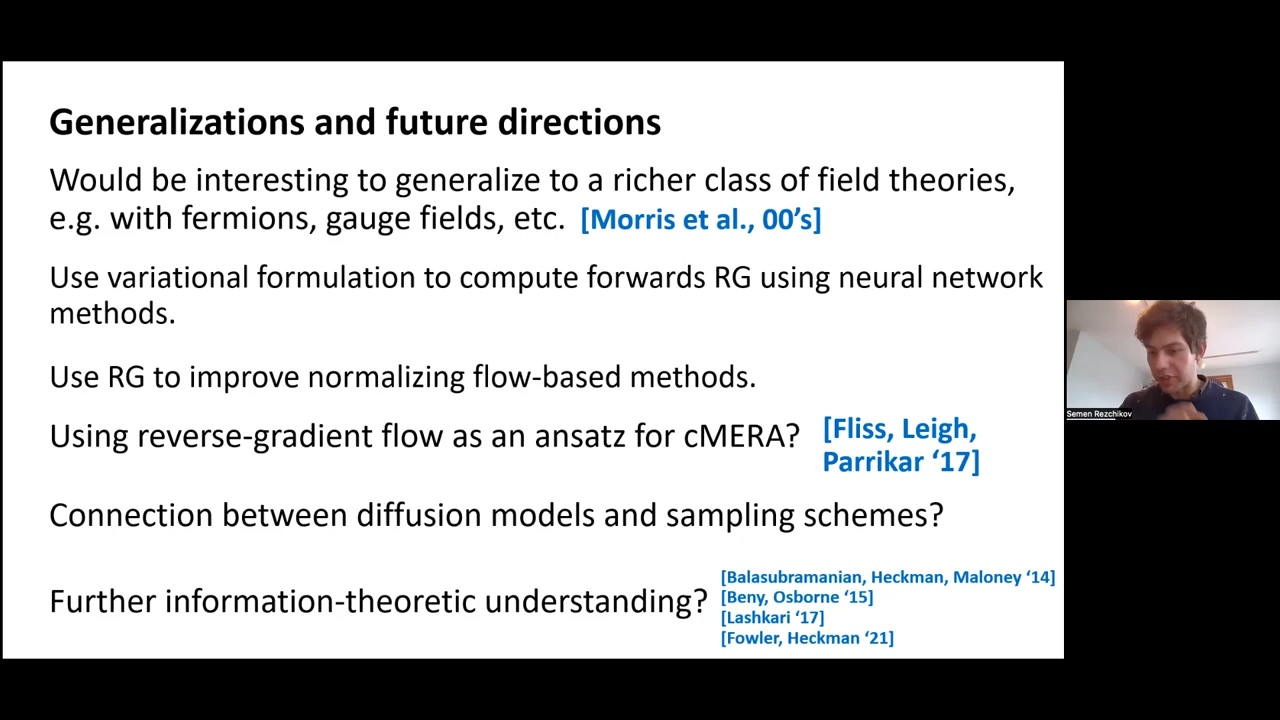 Generalizations and future directions
Would be interesting to generalize to a richer class of field theories,
e.g. with fermions, gauge fields, etc. [Morris et al., 00’s]
Use variational formulation to compute forwards RG using neural network
methods.
Use RG to improve normalizing flow-based methods.
Using reverse-gradient flow as an ansatz for cMERA? [Fliss, Leigh,
Parrikar ‘17]
Connection between diffusion models and sampling schemes?
Further information-theoretic understanding?
[Balasubramanian, Heckman, Maloney ‘14]
[Beny, Osborne ‘15]
[Lashkari ‘17]
[Fowler, Heckman ‘21]
Semen Rezchikov